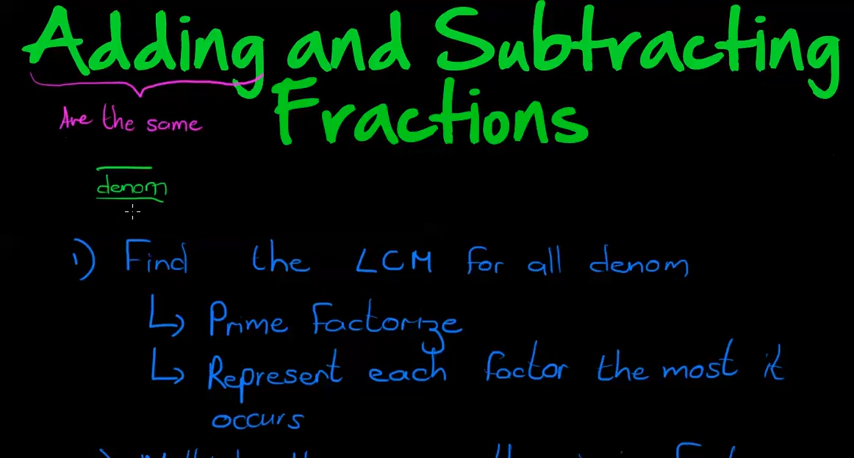 Adding and Subtracting
Fractions
Are the same
denom
1) Find the LCM for all denom
↳ Prime Factorize
↳ Represent each factor the most it
occurs